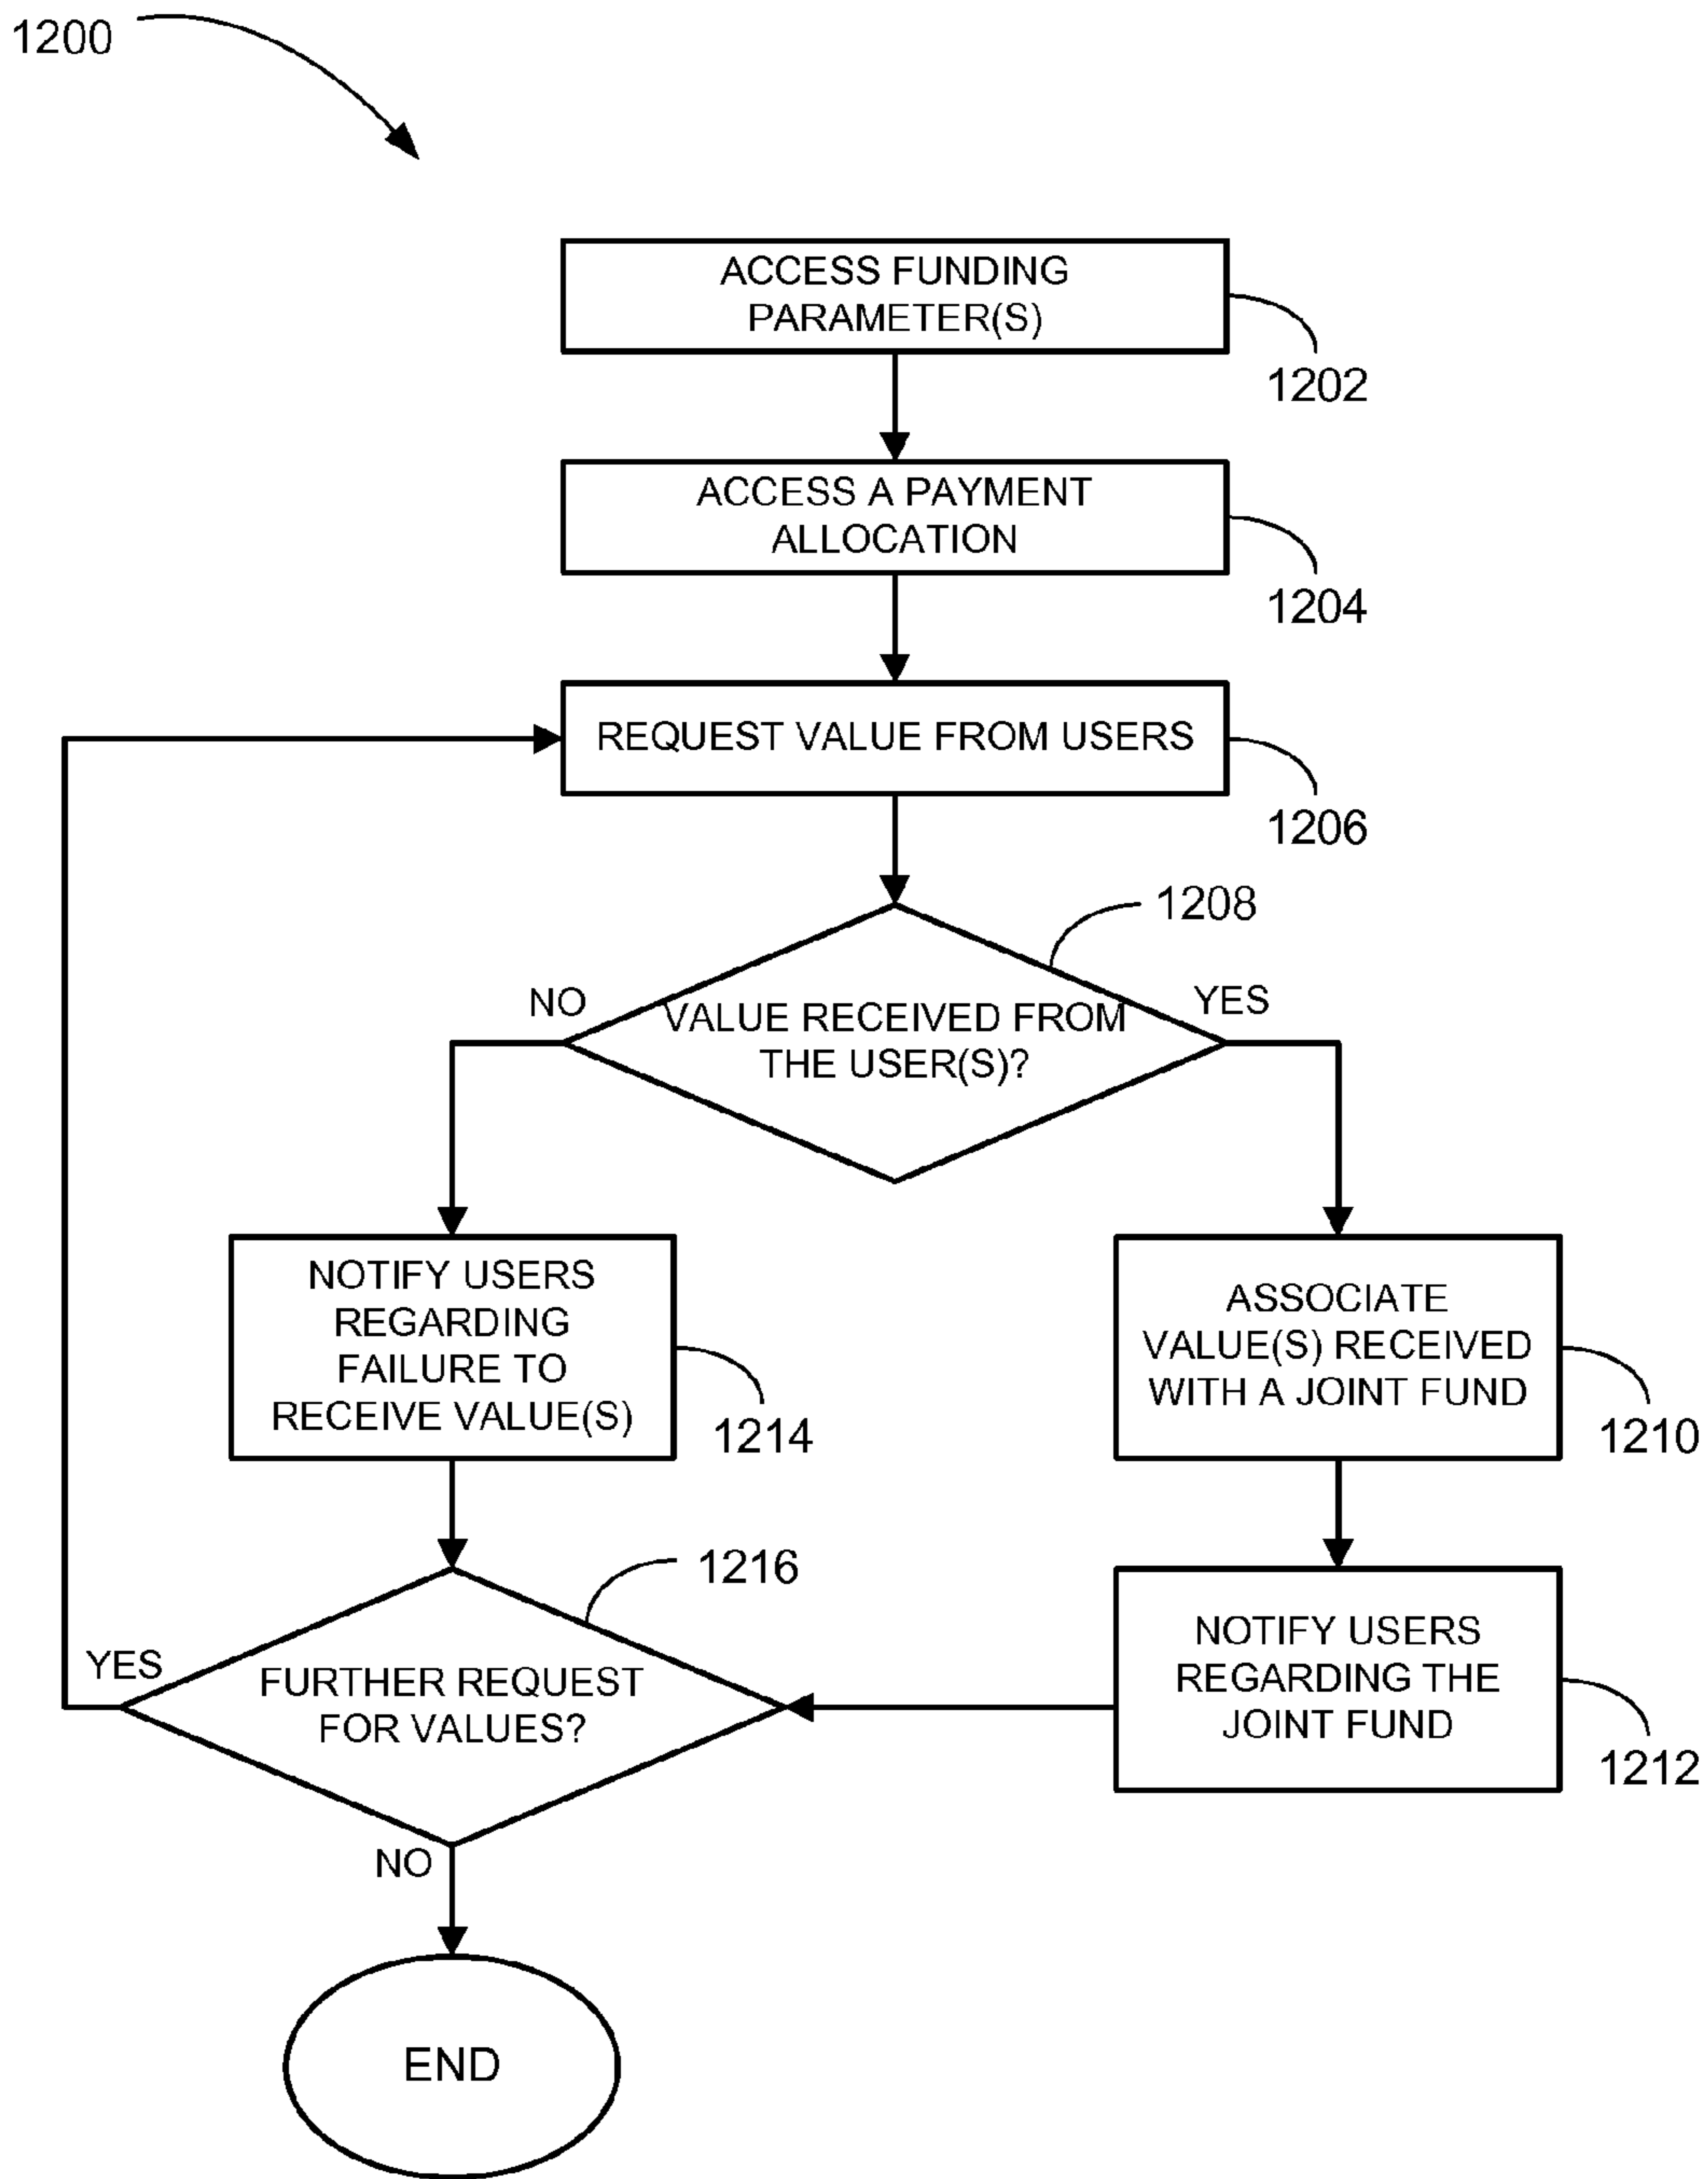 1200
ACCESS FUNDING
PARAMETER(S)
1202
ACCESS A PAYMENT
ALLOCATION
1204
REQUEST VALUE FROM USERS
1206
1208
NO
YES
VALUE RECEIVED FROM
THE USER(S)?
NOTIFY USERS
REGARDING
FAILURE TO
RECEIVE VALUE(S)
1214
ASSOCIATE
VALUE(S) RECEIVED
WITH A JOINT FUND
1210
1216
YES
FURTHER REQUEST
FOR VALUES?
NOTIFY USERS
REGARDING THE
JOINT FUND
1212
NO
END